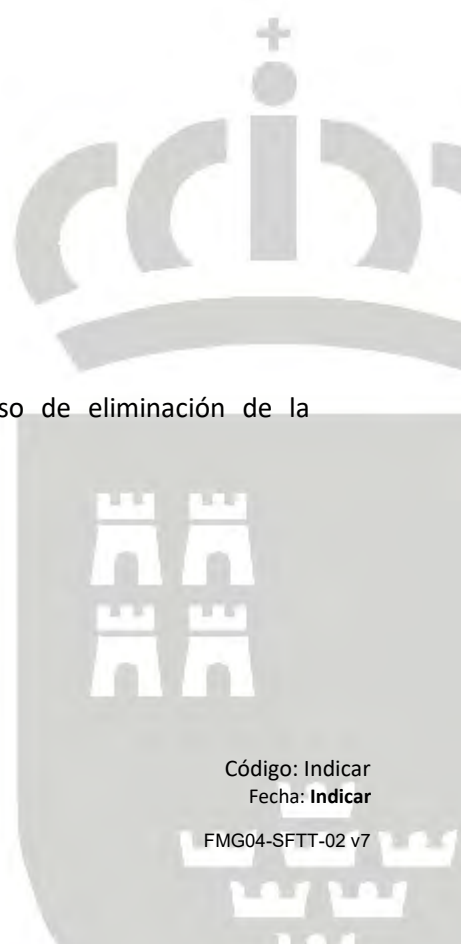 so de eliminación de la
Código: Indicar
Fecha: Indicar
FMG04-SFTT-02 v7